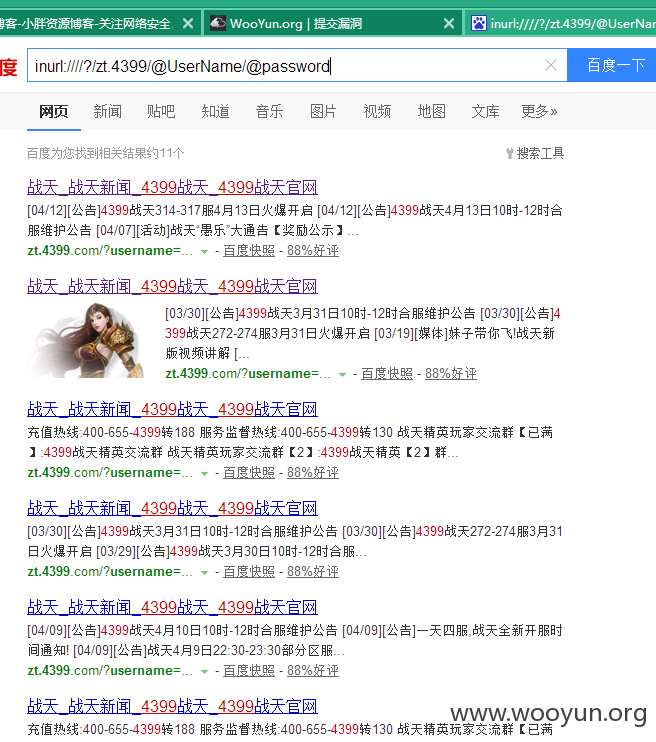 博客-小胖资源博客-关注网络安全
WooYun.org | 提交漏洞
inurl:////?/zt.4399/@UserNam
度
inurl:////?/zt.4399/@UserName/@password
百度一下
网页 新闻 贴吧 知道 音乐 图片 视频 地图 文库 更多»
百度为您找到相关结果约11个
搜索工具
战天_战天新闻_4399战天_4399战天官网
[04/12][公告]4399战天314-317服4月13日火爆开启 [04/12][公告]4399战天4月13日10时-12时合
服维护公告 [04/07][活动]战天“愚乐”大通告【奖励公示】...
zt.4399.com/?username=... - 百度快照 - 88%好评
战天_战天新闻_4399战天_4399战天官网
[03/30][公告]4399战天3月31日10时-12时合服维护公告 [03/30][公告]4
399战天272-274服3月31日火爆开启 [03/19][媒体]妹子带你飞!战天新
版视频讲解 [...
zt.4399.com/?username=... - 百度快照 - 88%好评
战天_战天新闻_4399战天_4399战天官网
充值热线:400-655-4399转188 服务监督热线:400-655-4399转130 战天精英玩家交流群【已满
】:4399战天精英交流群 战天精英玩家交流群【2】:4399战天精英【2】群...
zt.4399.com/?username=... - 百度快照 - 88%好评
战天_战天新闻_4399战天_4399战天官网
[03/30][公告]4399战天3月31日10时-12时合服维护公告 [03/30][公告]4399战天272-274服3月31
日火爆开启 [03/29][公告]4399战天3月30日10时-12时合服...
zt.4399.com/?username=... - 百度快照 - 88%好评
战天_战天新闻_4399战天_4399战天官网
[04/09][公告]4399战天4月10日10时-12时合服维护公告 [04/09][公告]一天四服,战天全新开服时
间通知! [04/09][公告]战天4月9日22:30-23:30部分区服...
zt.4399.com/?username=... - 百度快照 - 88%好评
战天_战天新闻_4399战天_4399战天官网
充值热线:400-655-4399转188 服务监督热线:400-655-4399转130 战天精英玩家交流群【已满
www.wooyun.org